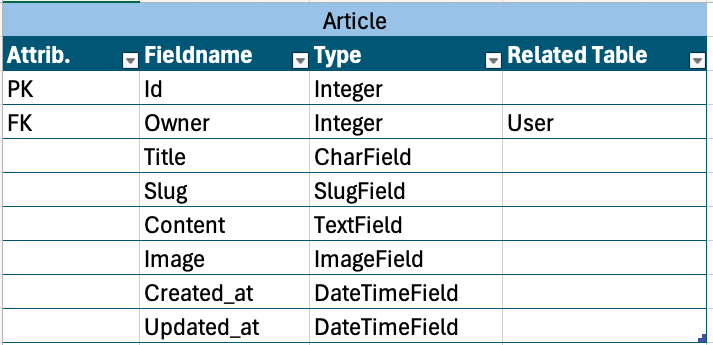 Article
Attrib. Fieldname Type Related Table
PK Id Integer
FK Owner Integer User
Title CharField
Slug SlugField
Content TextField
Image ImageField
Created_at DateTimeField
Updated_at DateTimeField